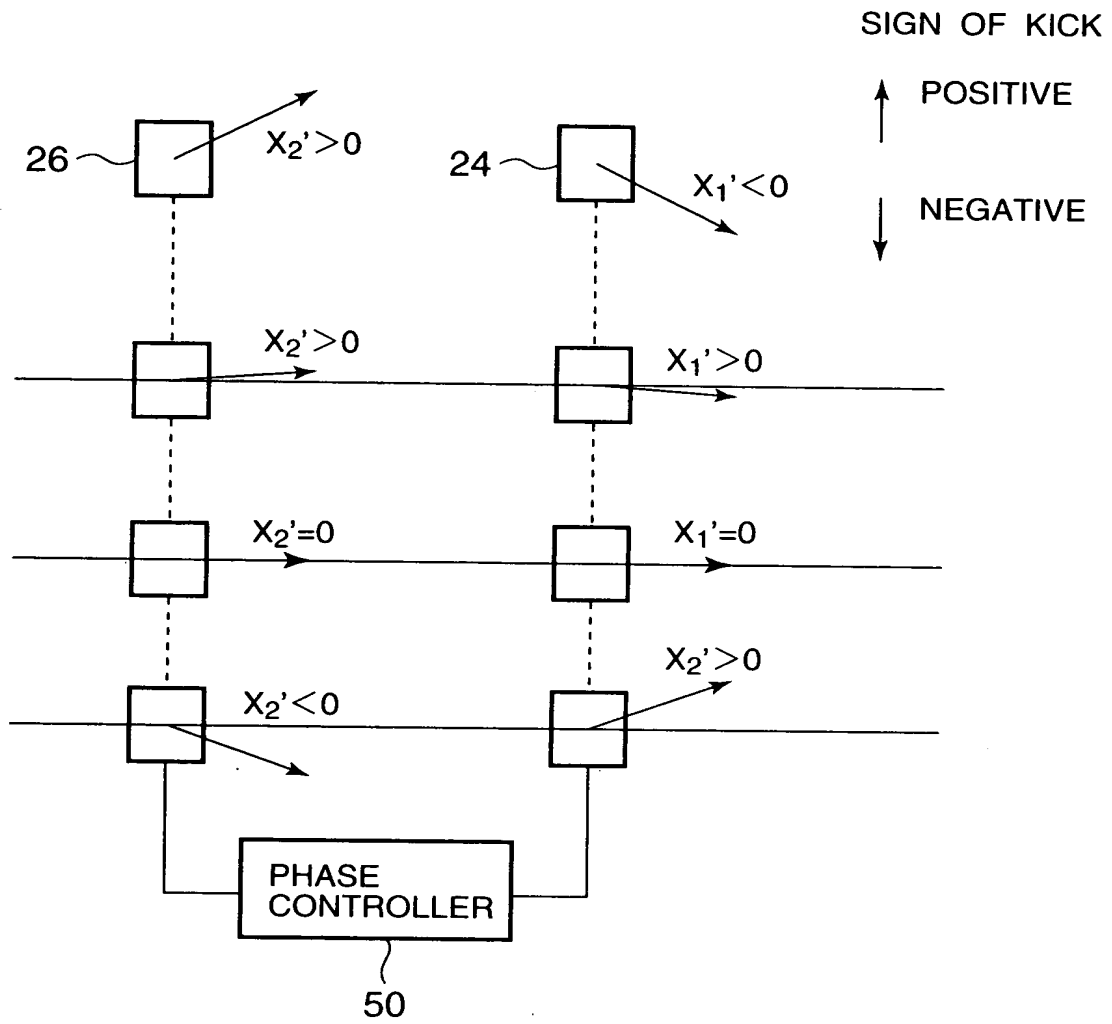 SIGN OF KICK
POSITIVE
NEGATIVE
26
X₂'>0
24
X₁'<0
X₂'>0
X₁'>0
X₂'=0
X₁'=0
X₂'<0
X₂'>0
PHASE
CONTROLLER
50